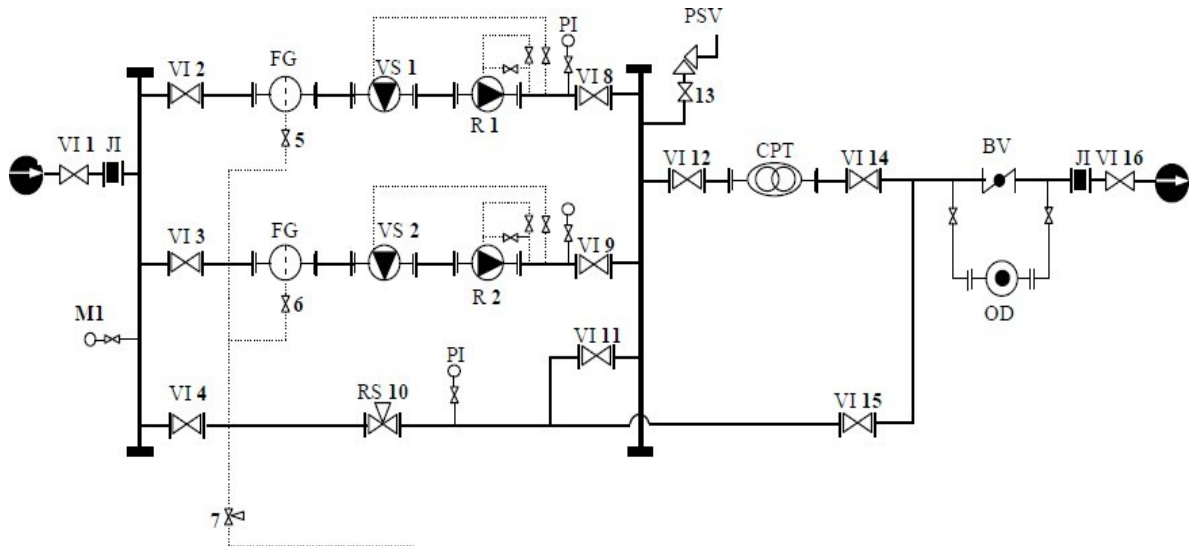 PI
PSV
VI 2
FG
VS 1
VI 8
13
R 1
5
VI 1
JI
VI 12
CPT
VI 14
BV
JI
VI 16
VI 3
FG
VS 2
VI 9
R 2
6
OD
M1
VI 11
PI
VI 4
RS 10
VI 15
7